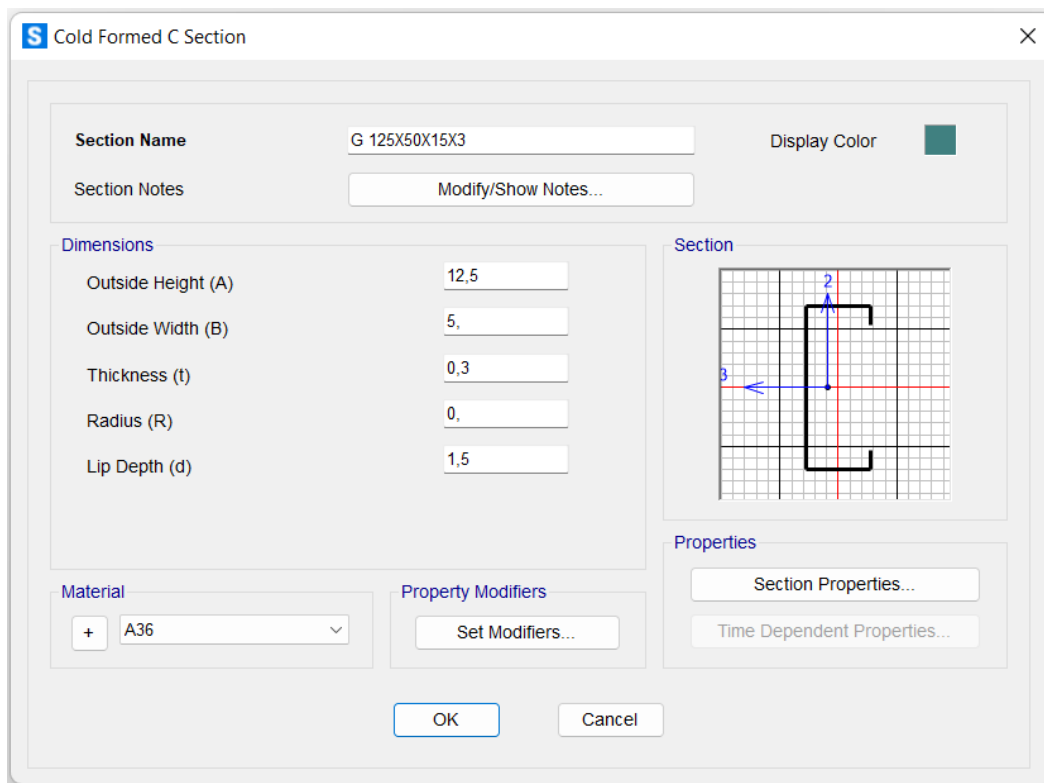 S Cold Formed C Section
Section Name G 125X50X15X3 Display Color
Section Notes Modify/Show Notes...
Dimensions
Outside Height (A) 12,5
Outside Width (B) 5,
Thickness (t) 0,3
Radius (R) 0,
Lip Depth (d) 1,5
Section
2
3
Properties
Section Properties...
Time Dependent Properties...
Material
+ A36
Property Modifiers
Set Modifiers...
OK Cancel